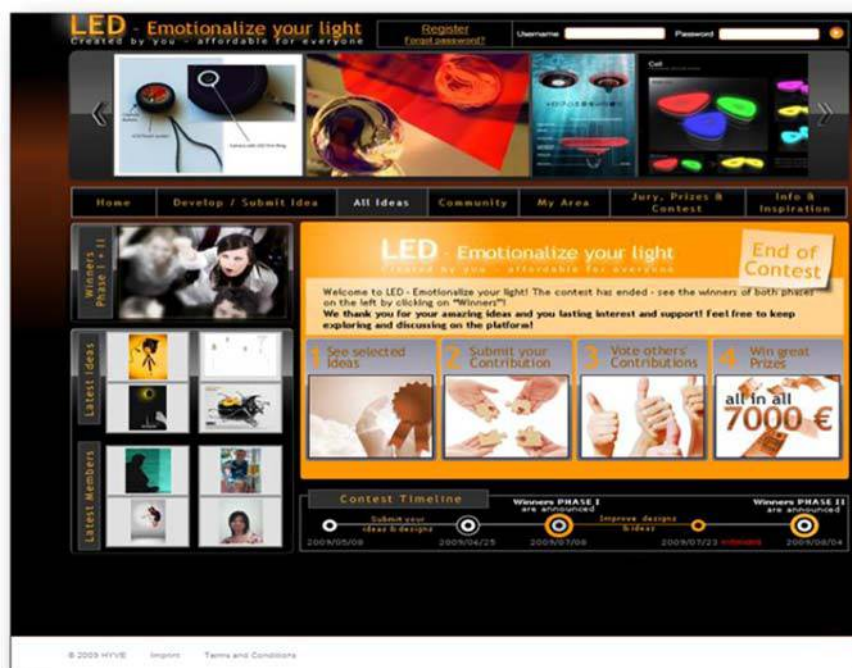 LED - Emotionalize your light
Created by you - affordable for everyone
Register
Forgot password?
Username
Password
Cell
Home
Develop / Submit Idea
All Ideas
Community
My Area
Jury, Prizes &
Contest
Info &
Inspiration
Winners
Phase I + II
LED - Emotionalize your light
Created by you - affordable for everyone
End of
Contest
Welcome to LED - Emotionalize your light! The contest has ended - see the winners of both phases
on the left by clicking on "Winners"!
We thank you for your amazing ideas and you lasting interest and support! Feel free to keep
exploring and discussing on the platform!
1 See selected
Ideas
2 Submit your
Contribution
3 Vote others'
Contributions
4 Win great
Prizes
all in all
7000 €
Latest Ideas
Latest Members
Contest Timeline
Submit your
ideas & designs
Winners PHASE I
are announced
Improve designs
& ideas
Winners PHASE II
are announced
2009/05/08
2009/06/25
2009/07/08
2009/07/23
2009/08/04
© 2009 HYVE
Imprint
Terms and Conditions